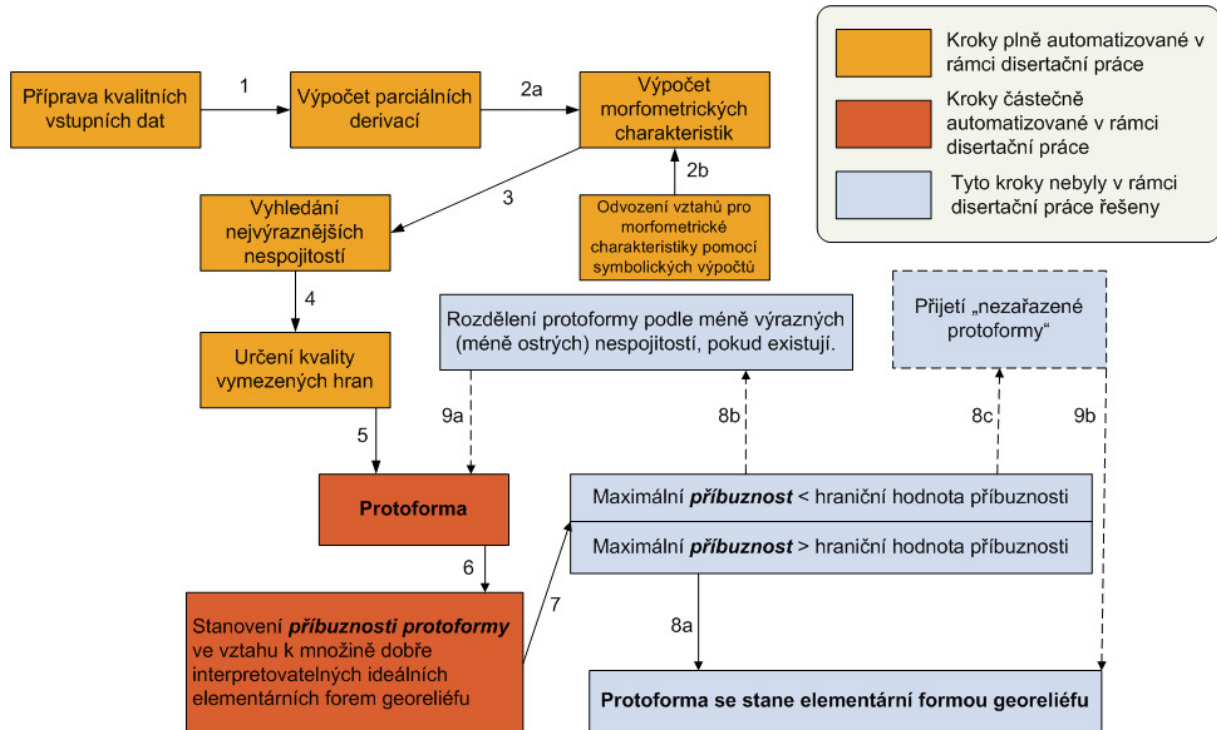 Příprava kvalitních
vstupních dat
1
Výpočet parciálních
derivací
2a
Výpočet
morfometrických
charakteristik
2b
Odvození vztahů pro
morfometrické
charakteristiky pomocí
symbolických výpočtů
3
Vyhledání
nejvýraznějších
nespojitostí
4
Určení kvality
vymezených hran
5
Kroky plně automatizované v
rámci disertační práce
Kroky částečně
automatizované v rámci
disertační práce
Tyto kroky nebyly v rámci
disertační práce řešeny
Rozdělení protoformy podle méně výrazných
(méně ostrých) nespojitostí, pokud existují.
Přijetí „nezařazené
protoformy“
9a
8b
8c
9b
Protoforma
6
Stanovení příbuznosti protoformy
ve vztahu k množině dobře
interpretovatelných ideálních
elementárních forem georeliéfu
7
Maximální příbuznost < hraniční hodnota příbuznosti
Maximální příbuznost > hraniční hodnota příbuznosti
8a
Protoforma se stane elementární formou georeliéfu